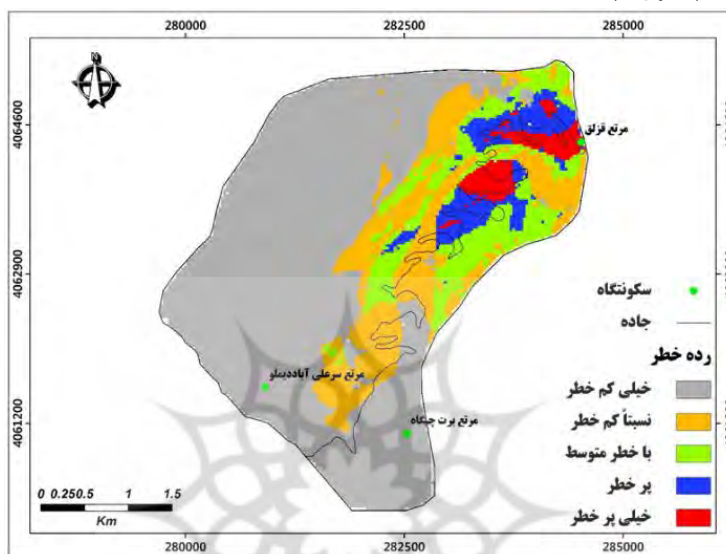 280000 282500 285000
4064600
مرتع قزلق
4062900
سکونتگاه
جاده
رده خطر
مرتع سرعلی آباددیملو
خیلی کم خطر
4061200
مرتع برت چپگاه
نسبتاً کم خطر
با خطر متوسط
پر خطر
خیلی پر خطر
0 0.250.5 1 1.5
Km
280000 282500 285000